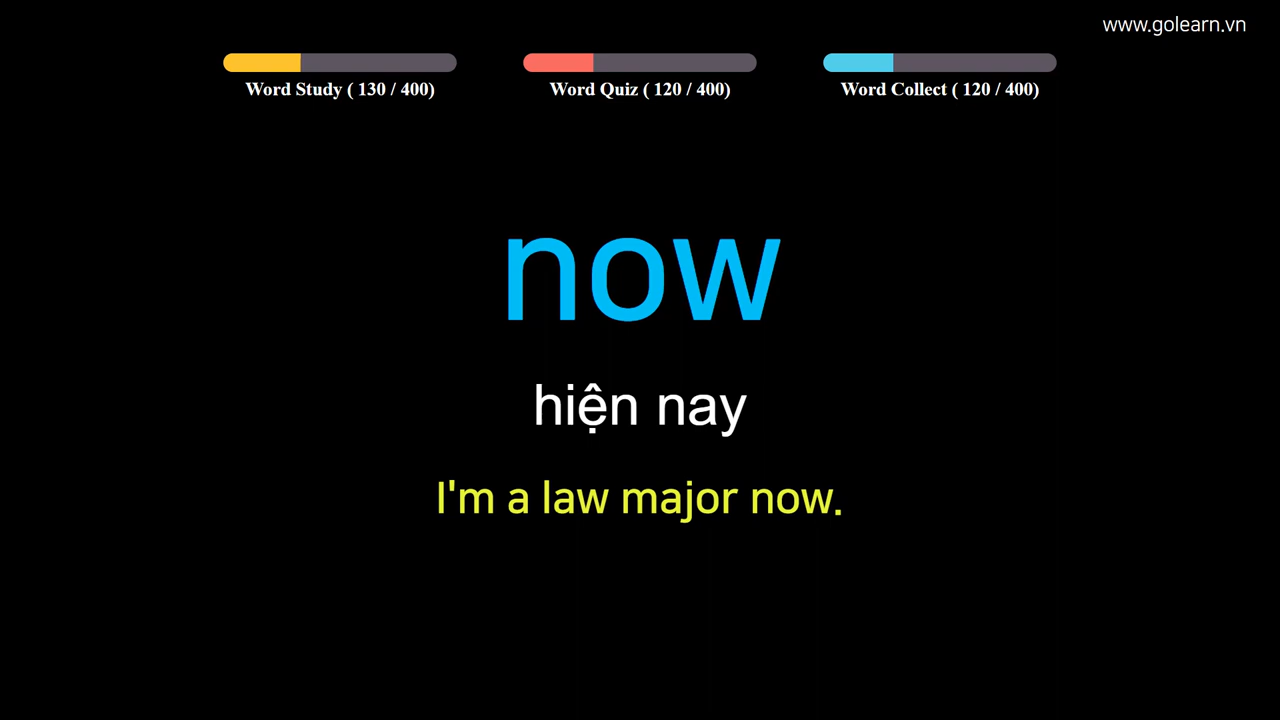 www.golearn.vn
Word Study ( 130 / 400)
Word Quiz ( 120 / 400)
Word Collect ( 120 / 400)
now
hiện nay
I'm a law major now.